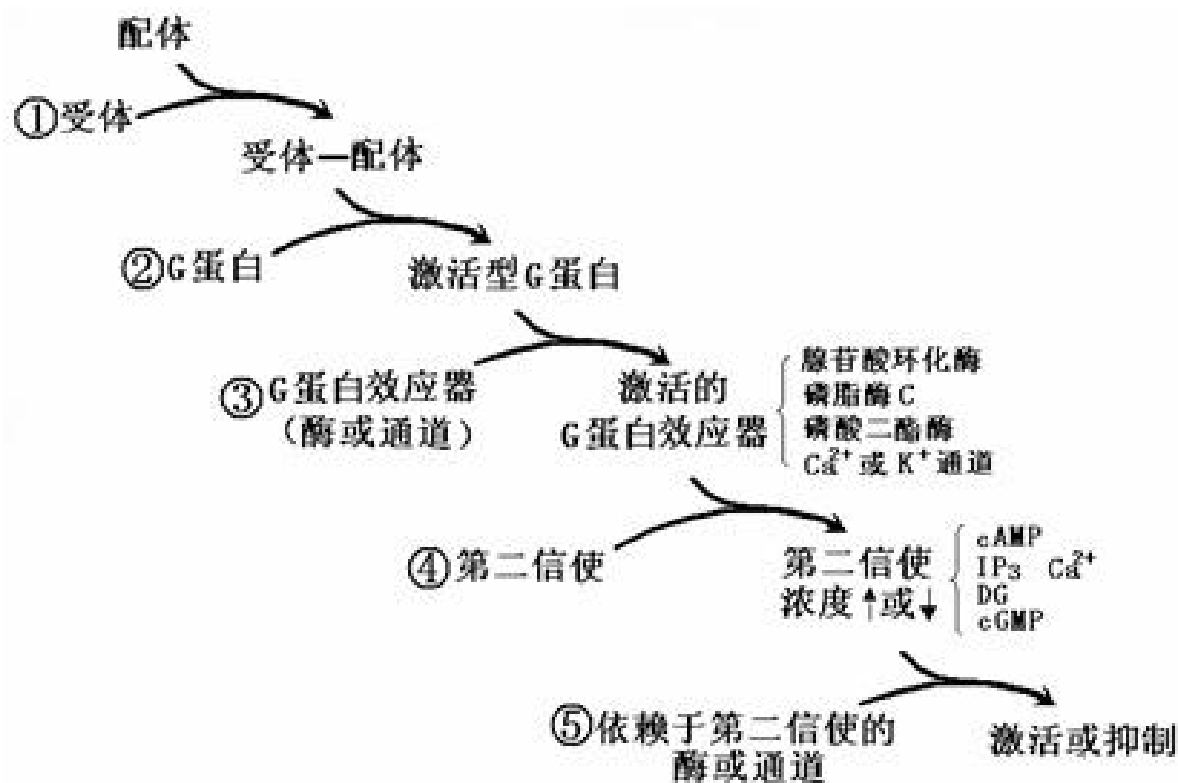 配体
①受体
受体—配体
②G蛋白
激活型G蛋白
③G蛋白效应器
（酶或通道）
激活的
G蛋白效应器
腺苷酸环化酶
磷脂酶C
磷酸二酯酶
Ca²⁺或K⁺通道
④第二信使
第二信使
浓度↑或↓
cAMP
IP₃ Ca²⁺
DG
cGMP
⑤依赖于第二信使的
酶或通道
激活或抑制